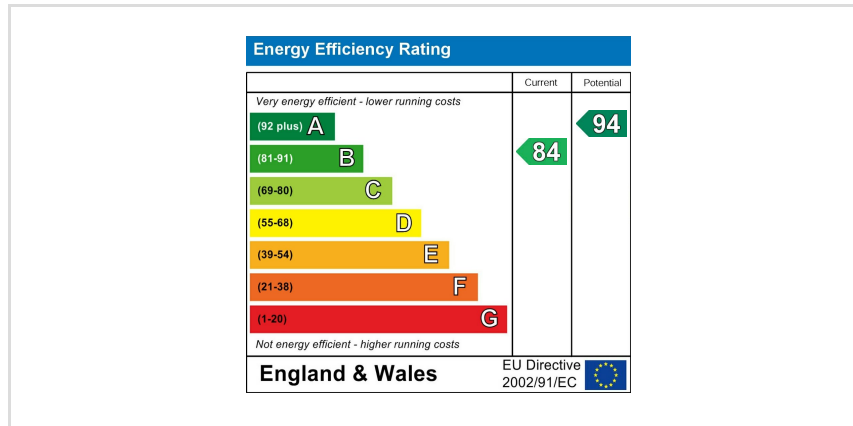 Energy Efficiency Rating
Current Potential
Very energy efficient - lower running costs
(92 plus) A
94
(81-91) B
84
(69-80) C
(55-68) D
(39-54) E
(21-38) F
(1-20) G
Not energy efficient - higher running costs
England & Wales
EU Directive
2002/91/EC